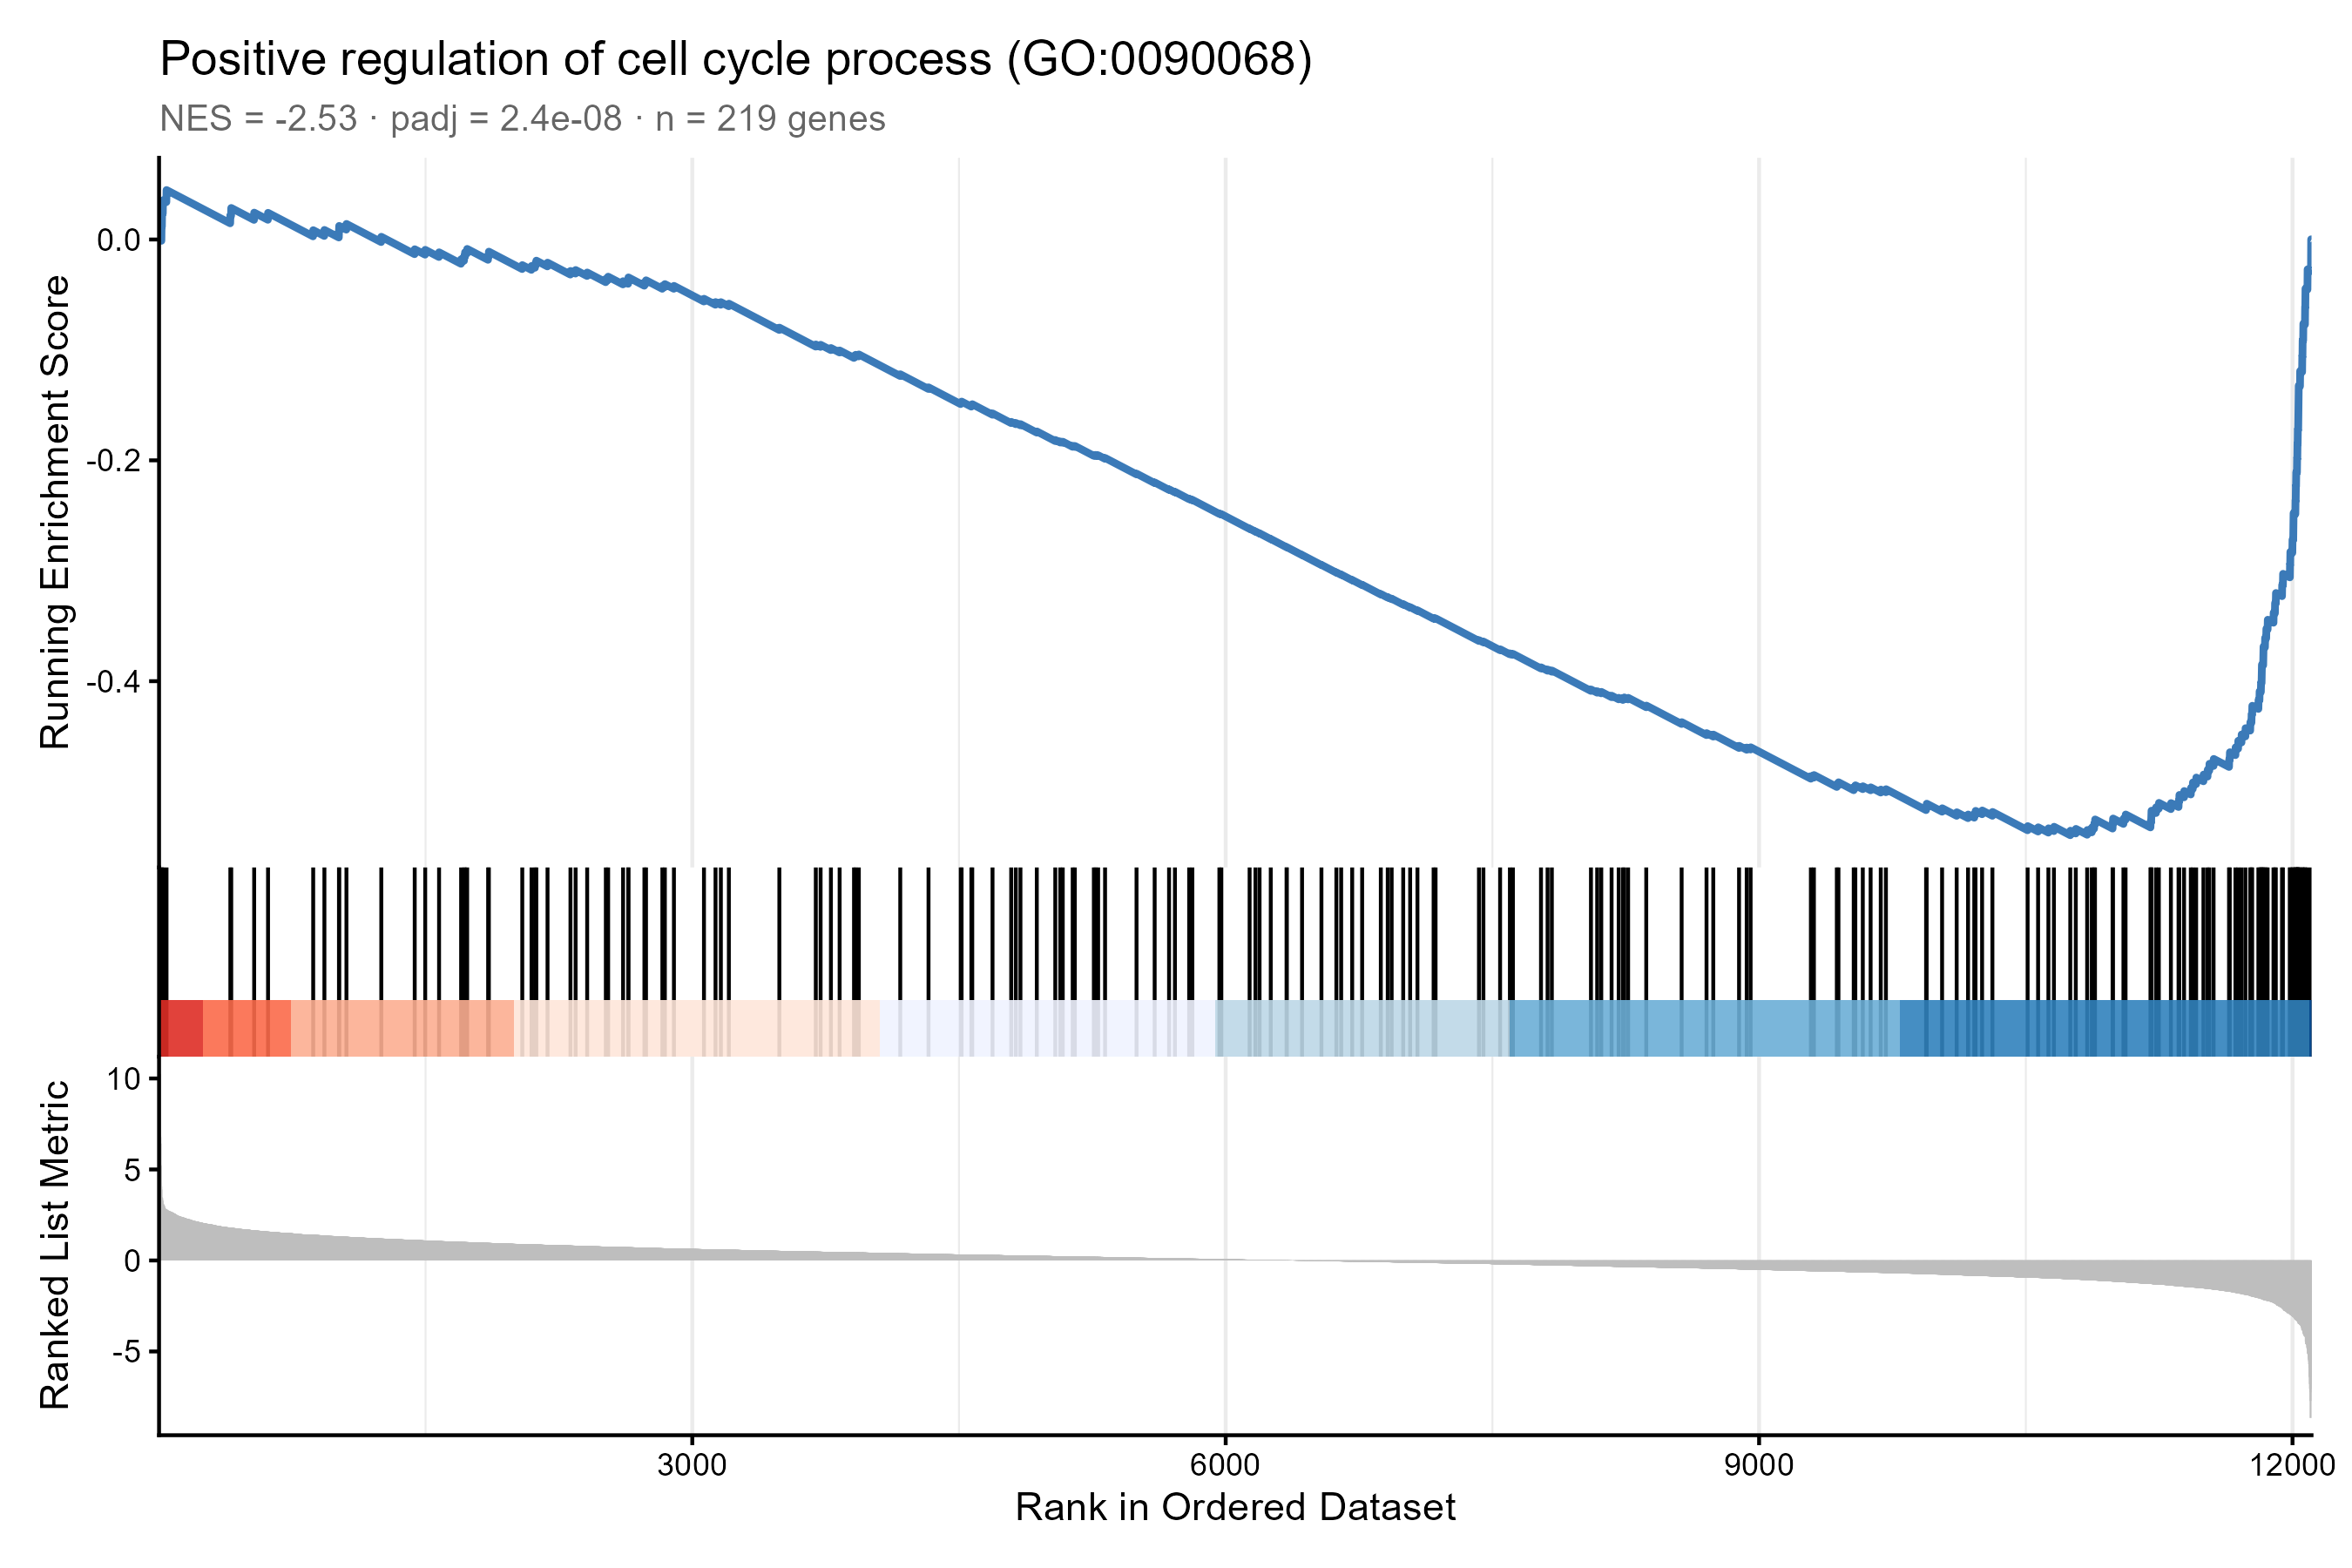 Positive regulation of cell cycle process (GO:0090068)
NES = -2.53 · padj = 2.4e-08 · n = 219 genes
Running Enrichment Score
0.0
-0.2
-0.4
Ranked List Metric
10
5
0
-5
3000
6000
9000
12000
Rank in Ordered Dataset